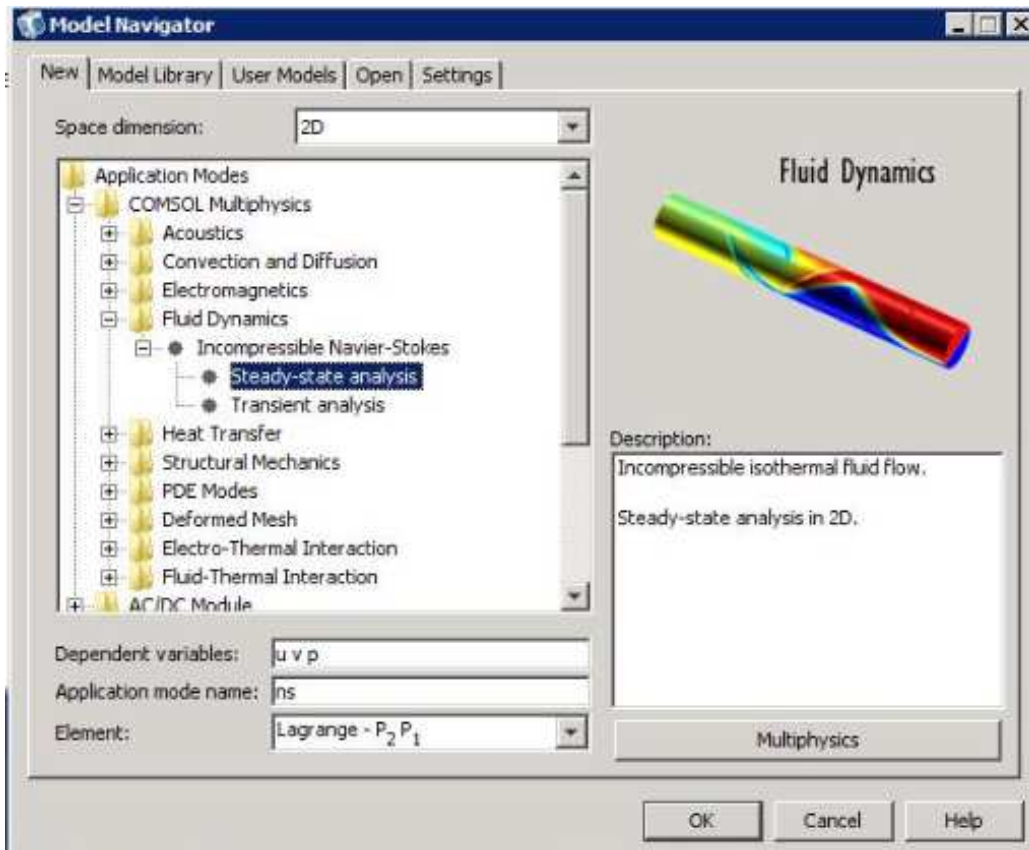 Model Navigator
New Model Library User Models Open Settings
Space dimension: 2D
Application Modes
COMSOL Multiphysics
Acoustics
Convection and Diffusion
Electromagnetics
Fluid Dynamics
Incompressible Navier-Stokes
Steady-state analysis
Transient analysis
Heat Transfer
Structural Mechanics
PDE Modes
Deformed Mesh
Electro-Thermal Interaction
Fluid-Thermal Interaction
AC/DC Module
Dependent variables: u v p
Application mode name: ns
Element: Lagrange - P2 P1
Fluid Dynamics
Description:
Incompressible isothermal fluid flow.
Steady-state analysis in 2D.
Multiphysics
OK Cancel Help